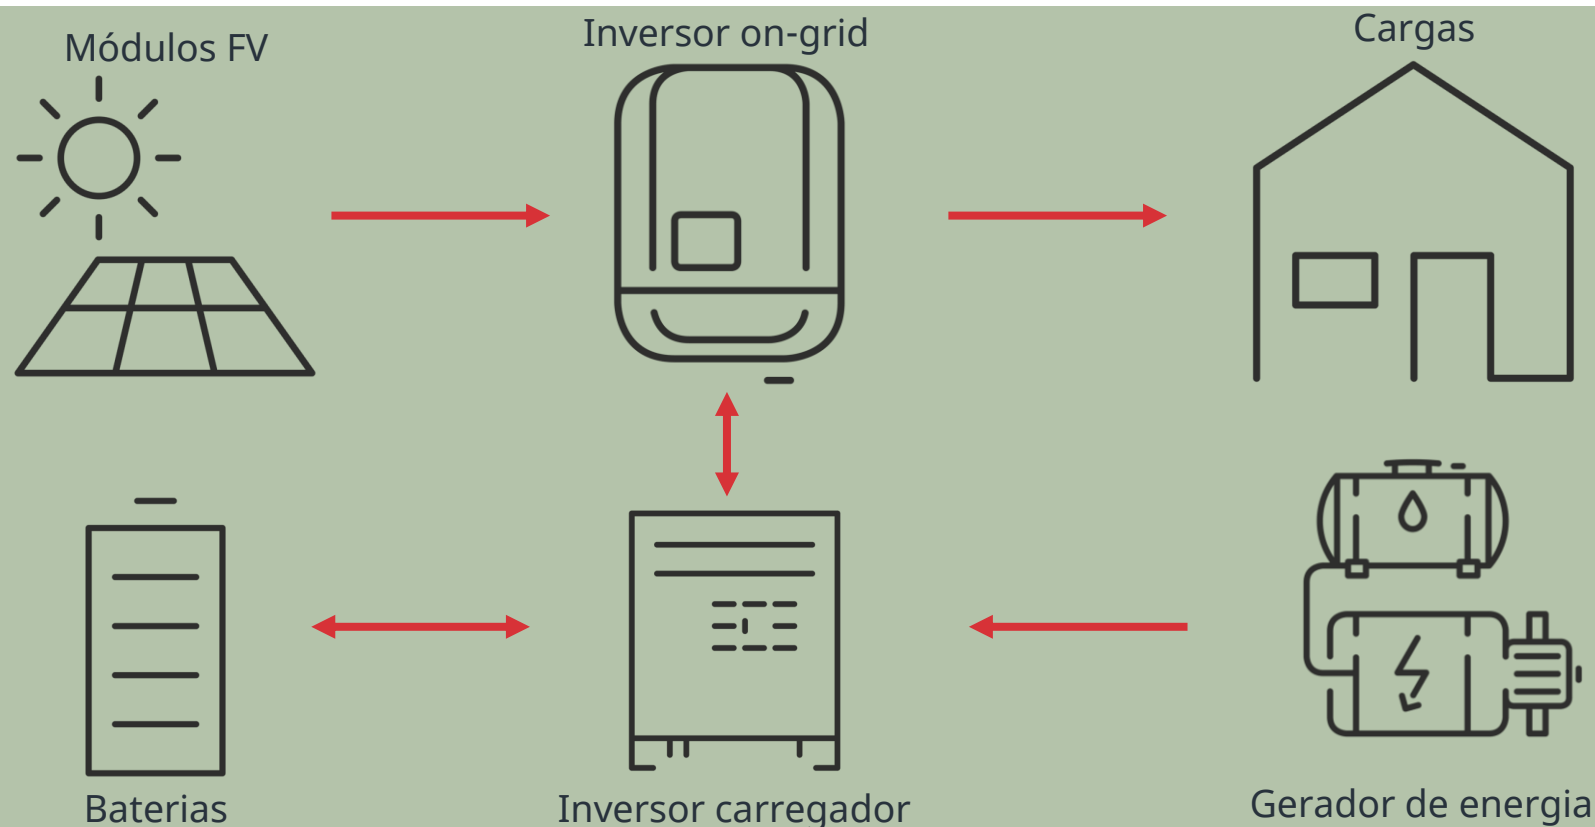 Módulos FV
Inversor on-grid
Cargas
Baterias
Inversor carregador
Gerador de energia